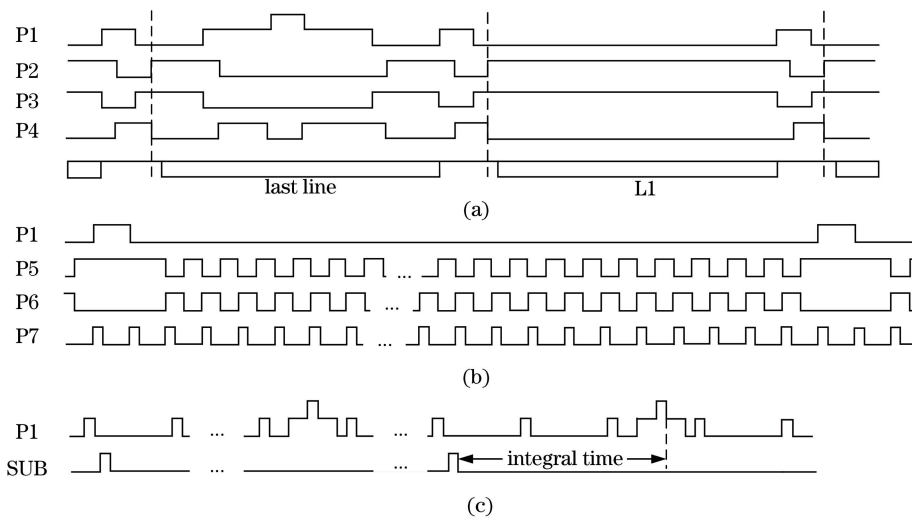 P1
P2
P3
P4
last line
L1
(a)
P1
P5
...
P6
...
P7
...
(b)
P1
...
...
SUB
...
...
integral time
(c)